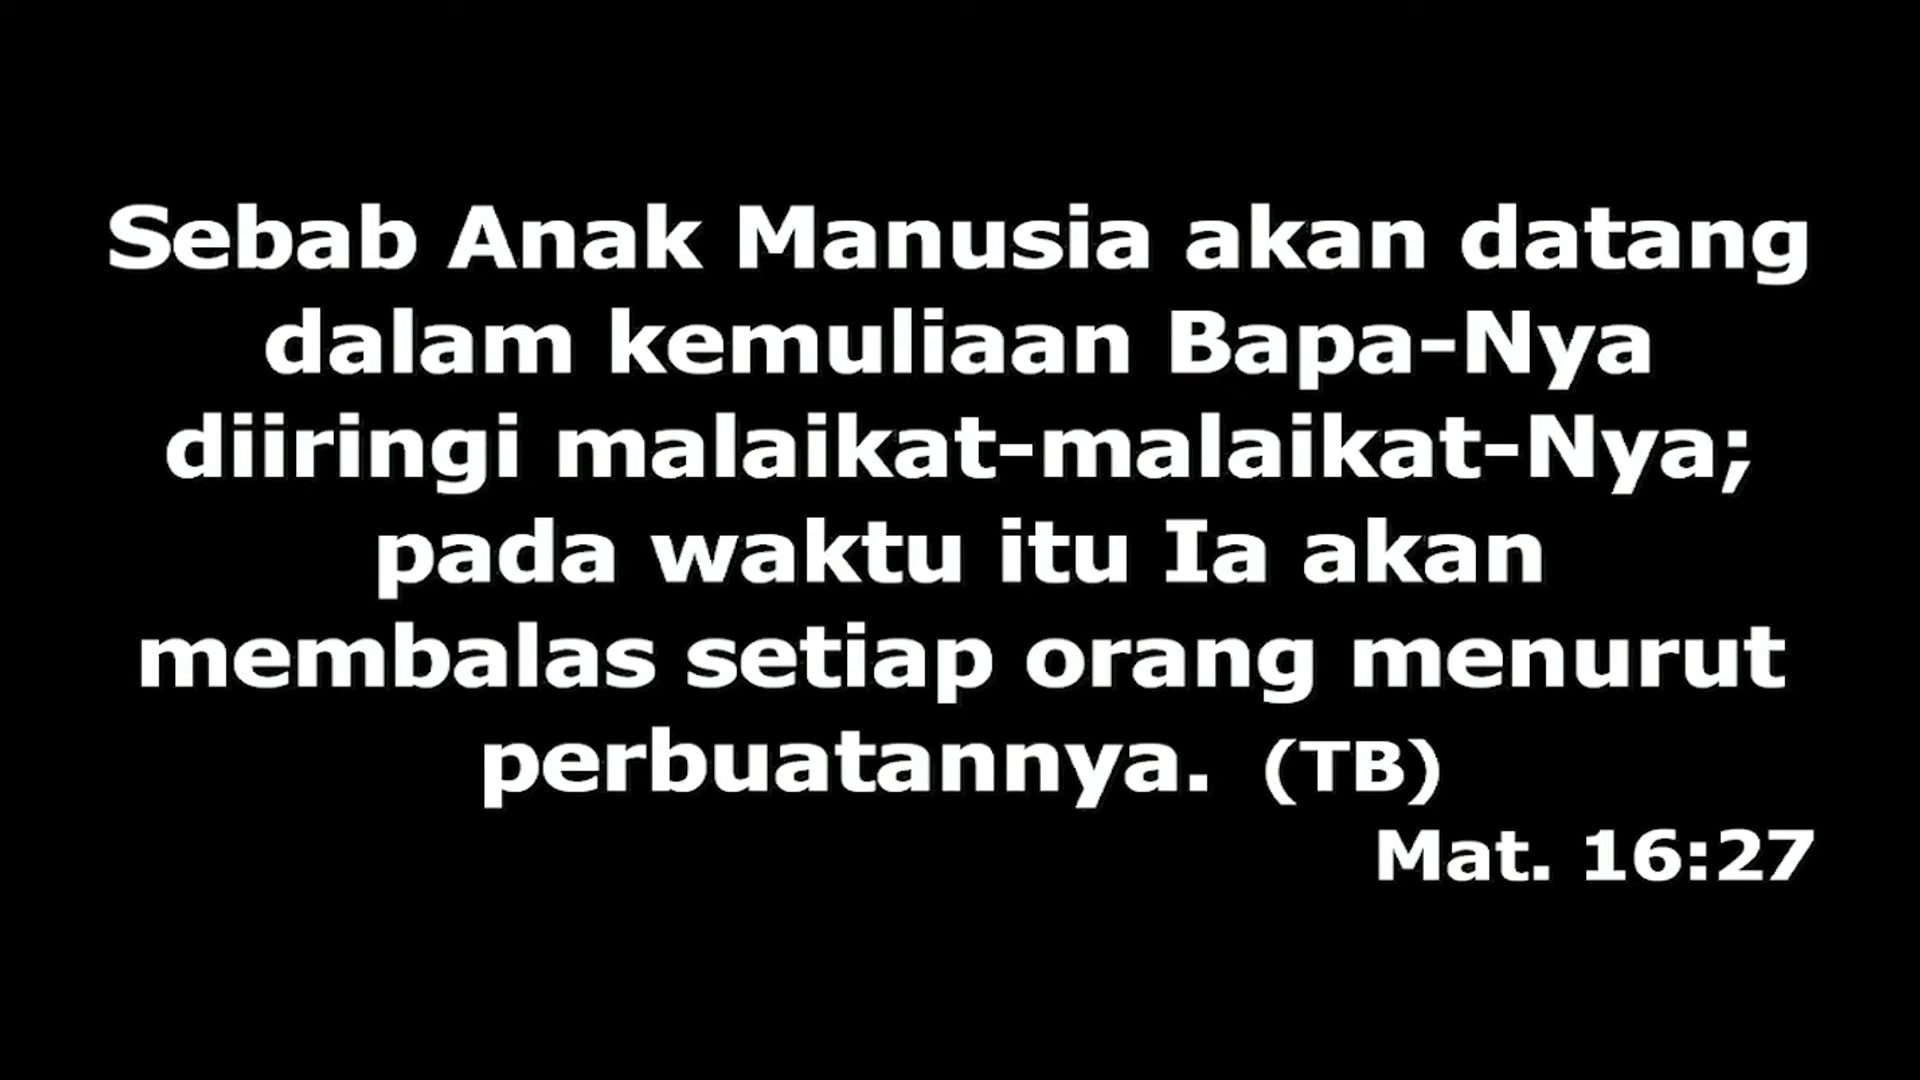 Sebab Anak Manusia akan datang
dalam kemuliaan Bapa-Nya
diiringi malaikat-malaikat-Nya;
pada waktu itu Ia akan
membalas setiap orang menurut
perbuatannya. (TB)
Mat. 16:27